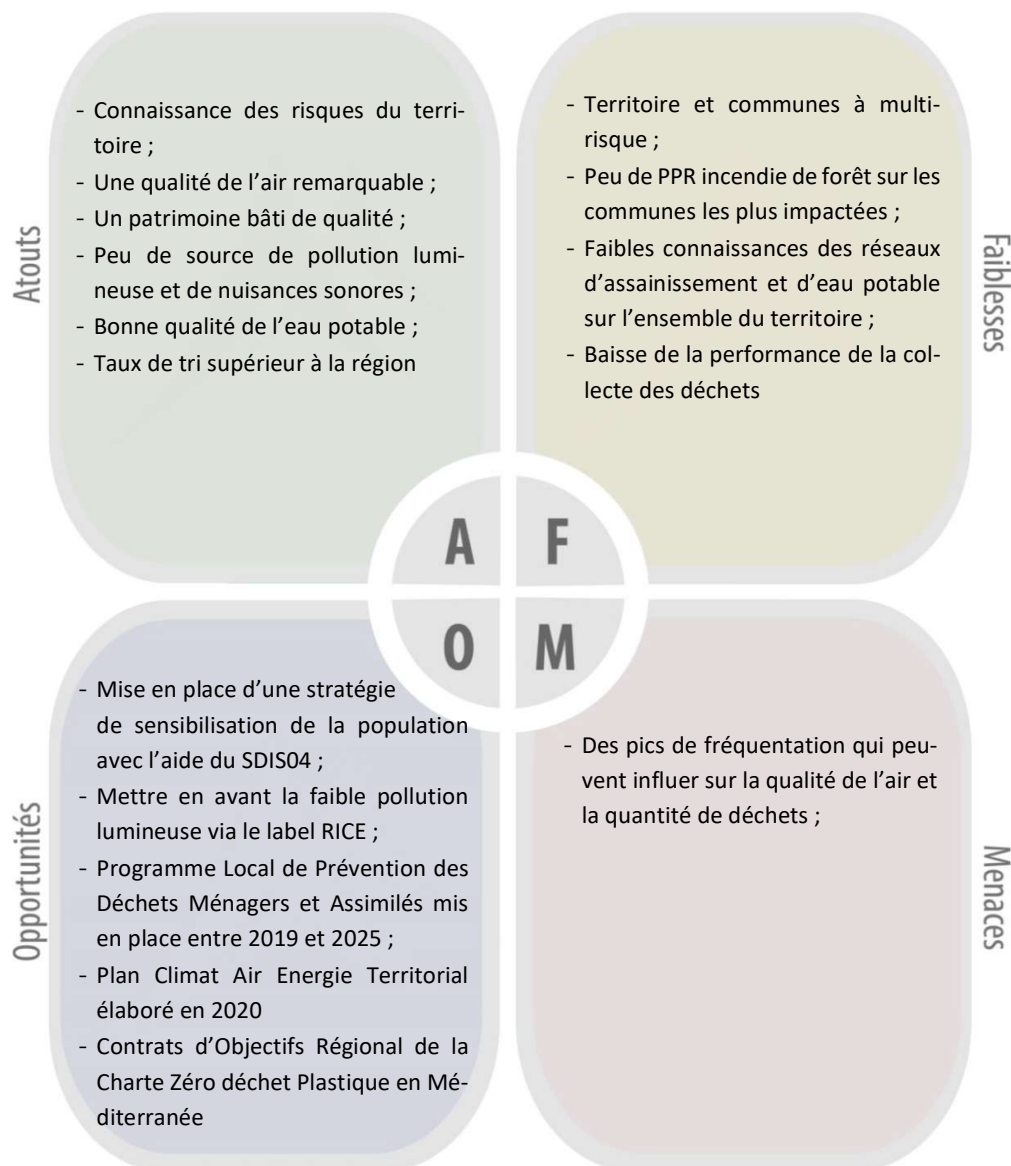 Atouts
- Connaissance des risques du terri-
toire ;
- Une qualité de l’air remarquable ;
- Un patrimoine bâti de qualité ;
- Peu de source de pollution lumi-
neuse et de nuisances sonores ;
- Bonne qualité de l’eau potable ;
- Taux de tri supérieur à la région
Faiblesses
- Territoire et communes à multi-
risque ;
- Peu de PPR incendie de forêt sur les
communes les plus impactées ;
- Faibles connaissances des réseaux
d’assainissement et d’eau potable
sur l’ensemble du territoire ;
- Baisse de la performance de la col-
lecte des déchets
A F
O M
Opportunités
- Mise en place d’une stratégie
de sensibilisation de la population
avec l’aide du SDIS04 ;
- Mettre en avant la faible pollution
lumineuse via le label RICE ;
- Programme Local de Prévention des
Déchets Ménagers et Assimilés mis
en place entre 2019 et 2025 ;
- Plan Climat Air Energie Territorial
élaboré en 2020
- Contrats d’Objectifs Régional de la
Charte Zéro déchet Plastique en Mé-
diterranée
Menaces
- Des pics de fréquentation qui peu-
vent influer sur la qualité de l’air et
la quantité de déchets ;